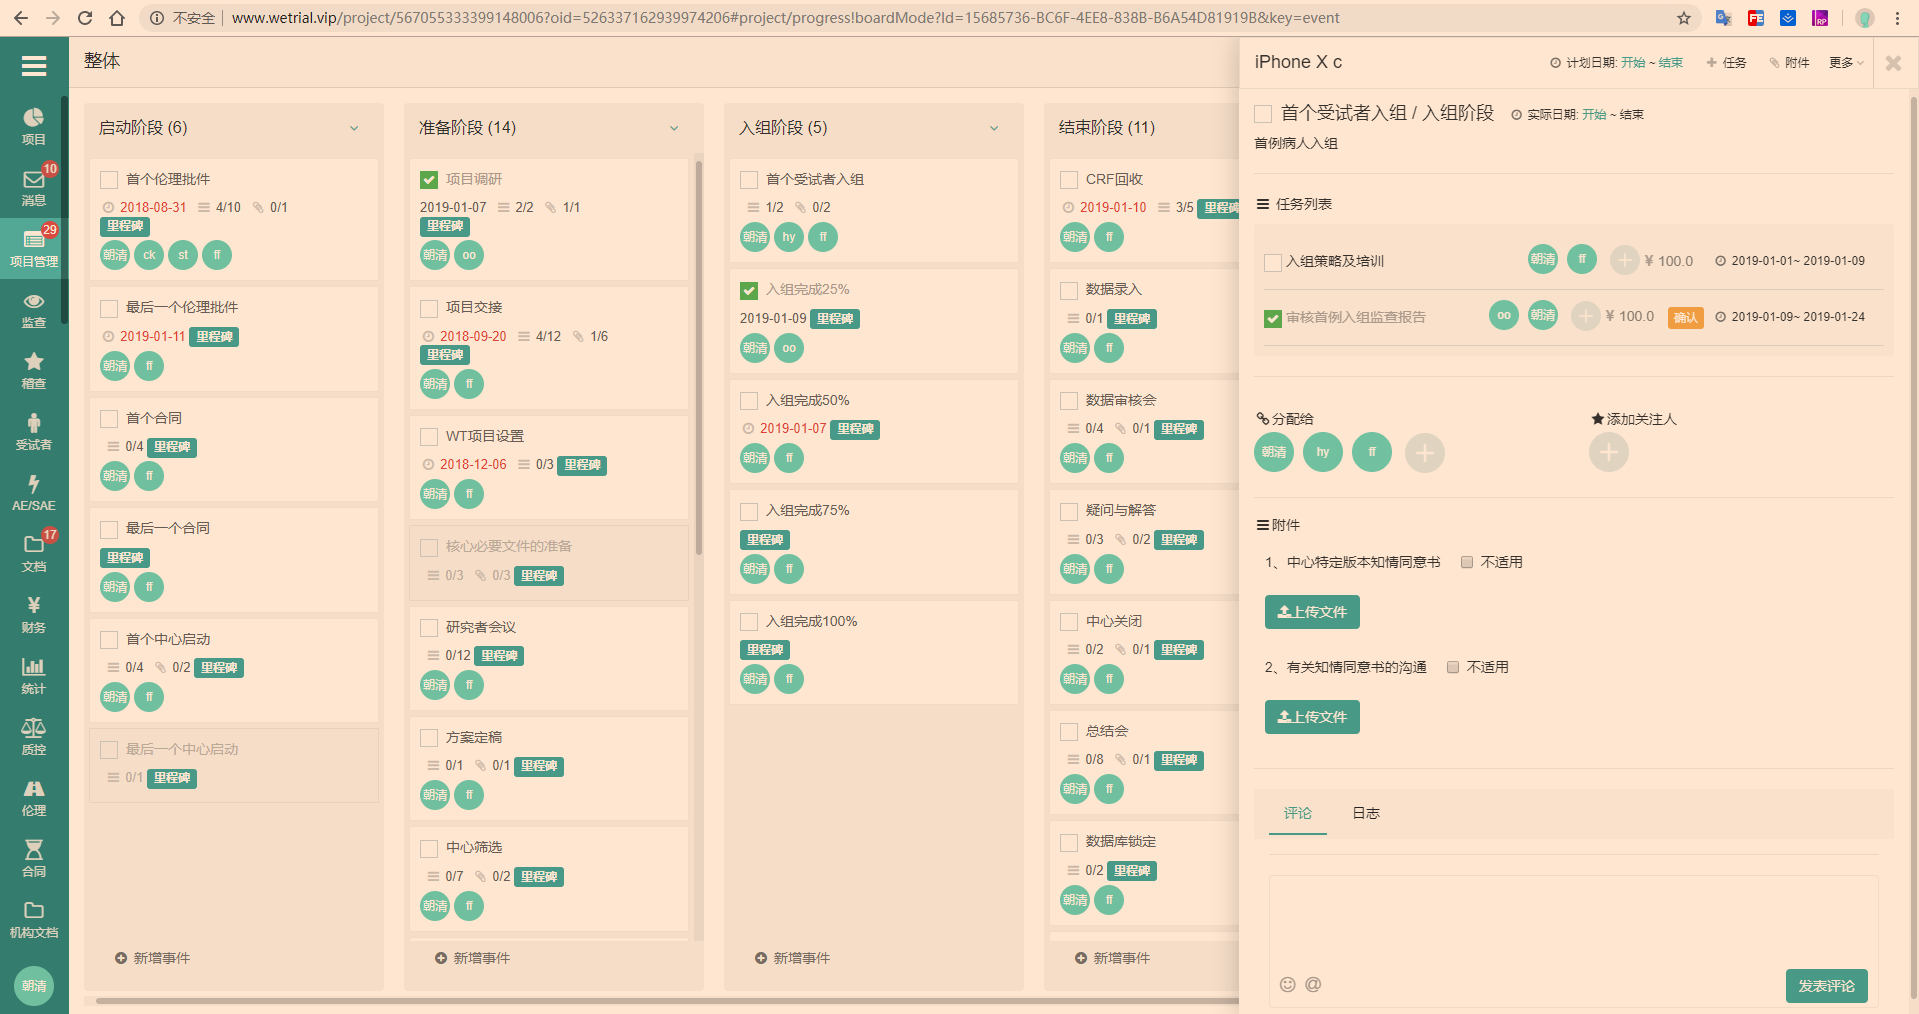 不安全 www.wetrial.vip/project/567055333399148006?oid=526337162939974206#project/progress!boardMode?Id=15685736-BC6F-4EE8-838B-B6A54D81919B&key=event
项目
10
消息
29
项目管理
监查
稽查
受试者
AE/SAE
17
文档
¥
财务
统计
质控
伦理
合同
机构文档
朝清
整体
启动阶段 (6)
首个伦理批件
2018-08-31 4/10 0/1
里程碑
朝清 ck st ff
最后一个伦理批件
2019-01-11 里程碑
朝清 ff
首个合同
0/4 里程碑
朝清 ff
最后一个合同
里程碑
朝清 ff
首个中心启动
0/4 0/2 里程碑
朝清 ff
最后一个中心启动
0/1 里程碑
新增事件
准备阶段 (14)
项目调研
2019-01-07 2/2 1/1
里程碑
朝清 oo
项目交接
2018-09-20 4/12 1/6
里程碑
朝清 ff
WT项目设置
2018-12-06 0/3 里程碑
朝清 ff
核心必要文件的准备
0/3 0/3 里程碑
研究者会议
0/12 里程碑
朝清 ff
方案定稿
0/1 0/1 里程碑
朝清 ff
中心筛选
0/7 0/2 里程碑
朝清 ff
新增事件
入组阶段 (5)
首个受试者入组
1/2 0/2
朝清 hy ff
入组完成25%
2019-01-09 里程碑
朝清 oo
入组完成50%
2019-01-07 里程碑
朝清 ff
入组完成75%
里程碑
朝清 ff
入组完成100%
里程碑
朝清 ff
新增事件
结束阶段 (11)
CRF回收
2019-01-10 3/5 里程碑
朝清 ff
数据录入
0/1 里程碑
朝清 ff
数据审核会
0/4 0/1 里程碑
朝清 ff
疑问与解答
0/3 0/2 里程碑
朝清 ff
中心关闭
0/2 0/1 里程碑
朝清 ff
总结会
0/8 0/1 里程碑
朝清 ff
数据库锁定
0/2 里程碑
朝清 ff
新增事件
iPhone X c 计划日期: 开始 ~ 结束 任务 附件 更多
首个受试者入组 / 入组阶段 实际日期: 开始 ~ 结束
首例病人入组
任务列表
入组策略及培训 朝清 ff ¥ 100.0 2019-01-01~ 2019-01-09
审核首例入组监查报告 oo 朝清 ¥ 100.0 确认 2019-01-09~ 2019-01-24
分配给 添加关注人
朝清 hy ff
附件
1、中心特定版本知情同意书 不适用
上传文件
2、有关知情同意书的沟通 不适用
上传文件
评论 日志
@ 发表评论